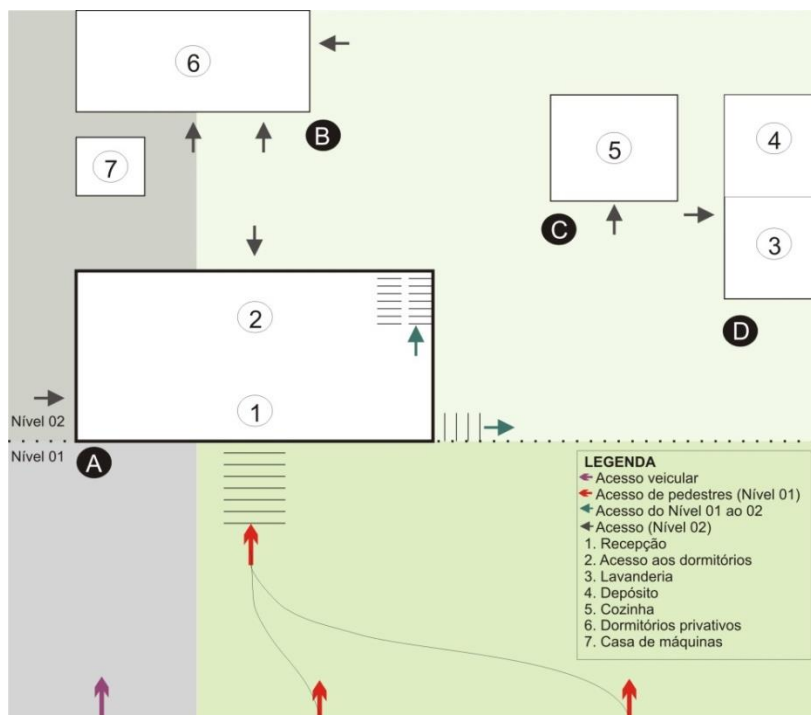 6
B
7
5
4
C
3
D
2
1
Nível 02
Nível 01
A
LEGENDA
Acesso veicular
Acesso de pedestres (Nível 01)
Acesso do Nível 01 ao 02
Acesso (Nível 02)
1. Recepção
2. Acesso aos dormitórios
3. Lavanderia
4. Depósito
5. Cozinha
6. Dormitórios privativos
7. Casa de máquinas